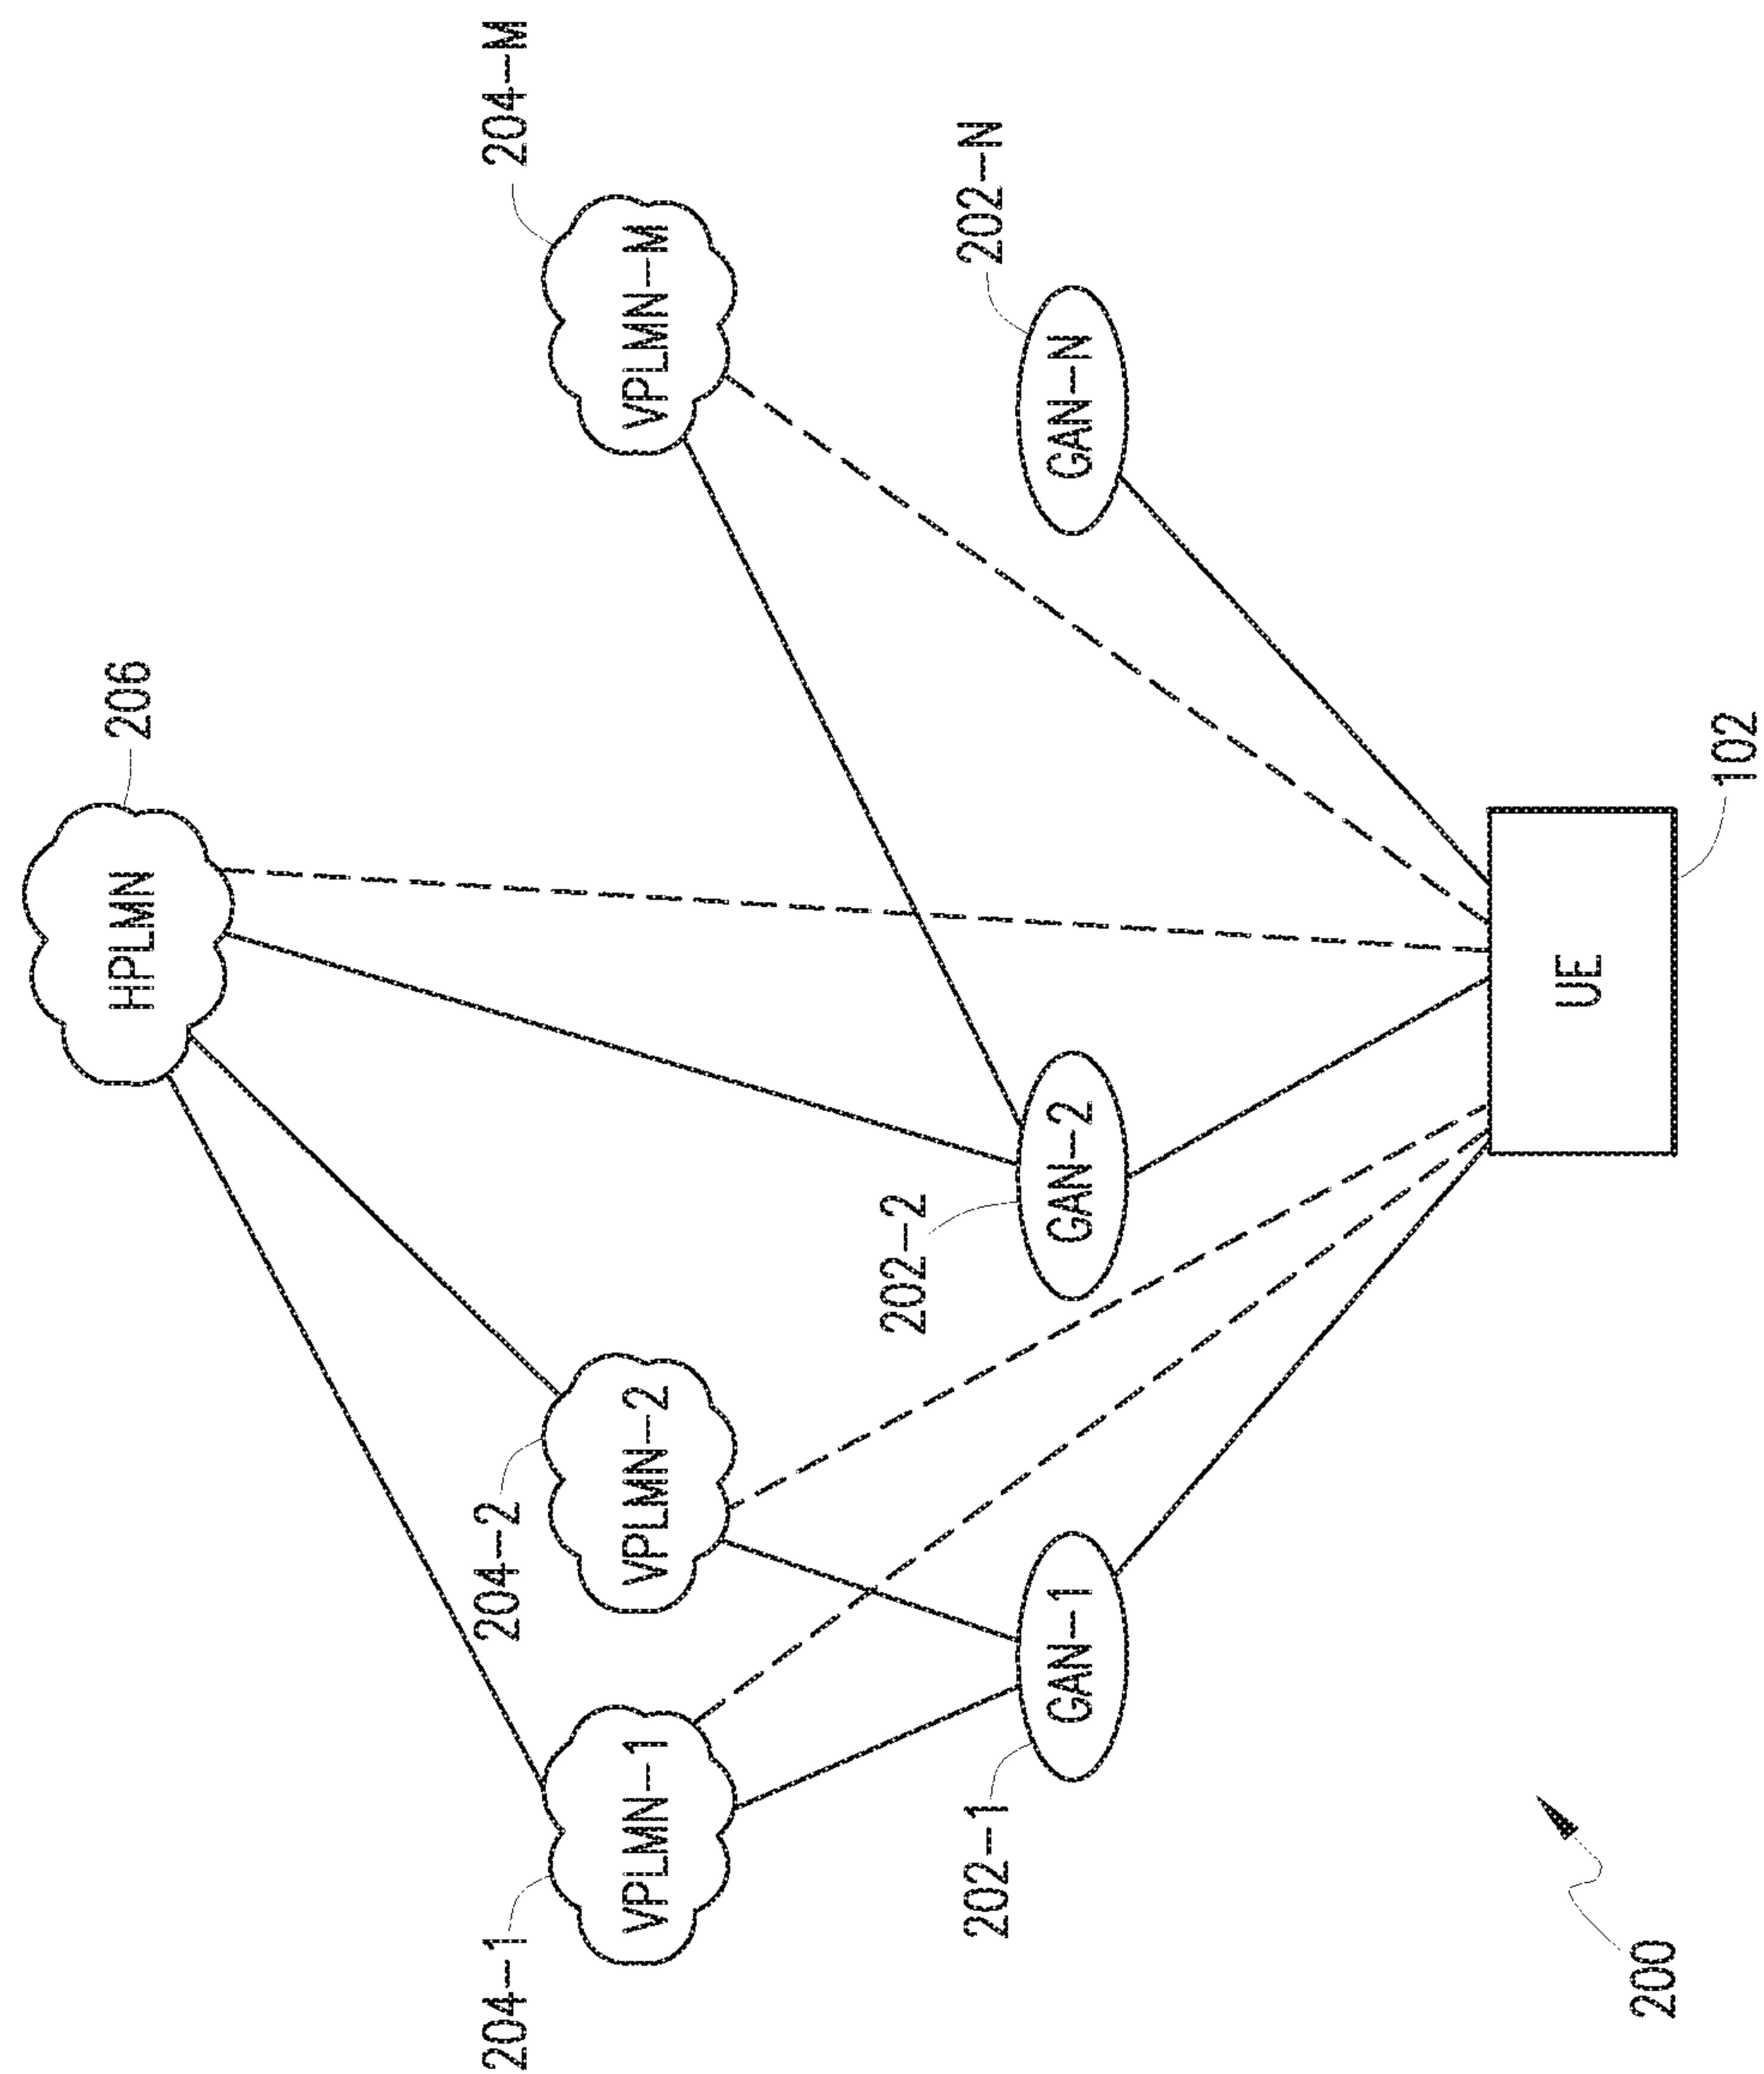 206
HPLMN
204-1
VPLMN-1
204-2
VPLMN-2
204-M
VPLMN-M
202-1
GAN-1
202-2
GAN-2
202-N
GAN-N
UE
102
200